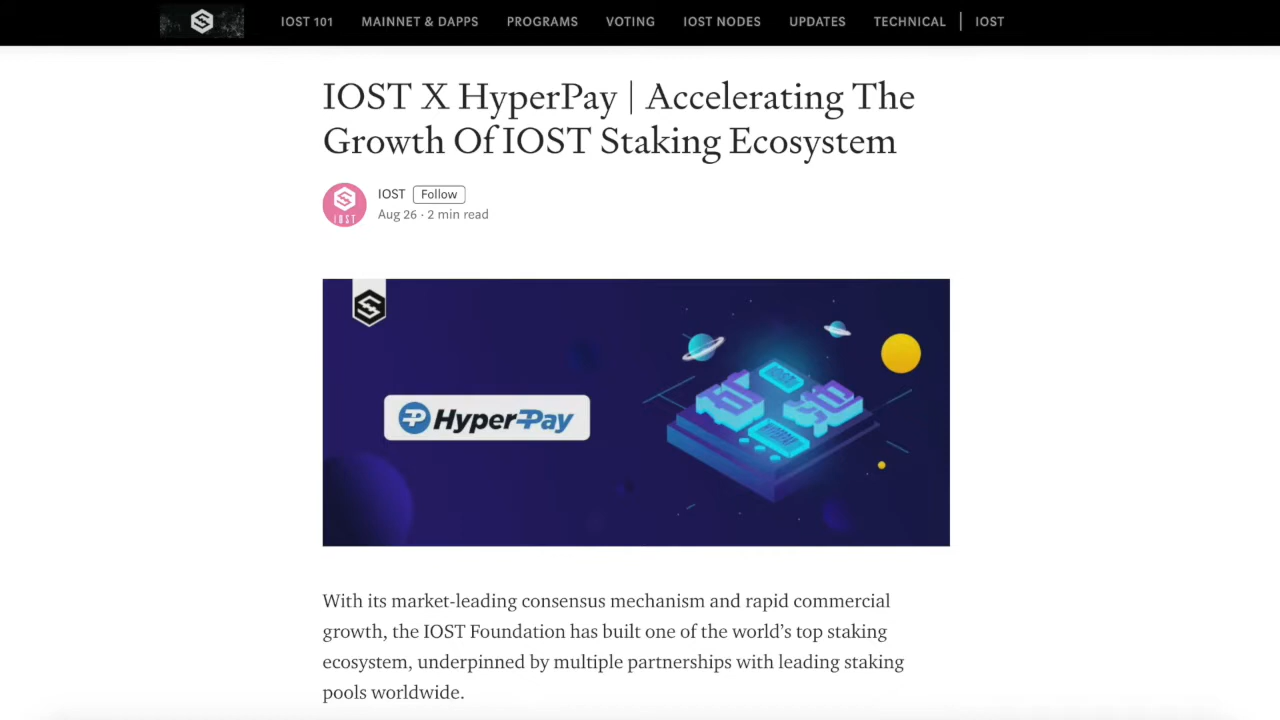 IOST 101 MAINNET & DAPPS PROGRAMS VOTING IOST NODES UPDATES TECHNICAL IOST
IOST X HyperPay | Accelerating The
Growth Of IOST Staking Ecosystem
IOST Follow
IOST
Aug 26 · 2 min read
HyperPay
IOST
With its market-leading consensus mechanism and rapid commercial
growth, the IOST Foundation has built one of the world’s top staking
ecosystem, underpinned by multiple partnerships with leading staking
pools worldwide.